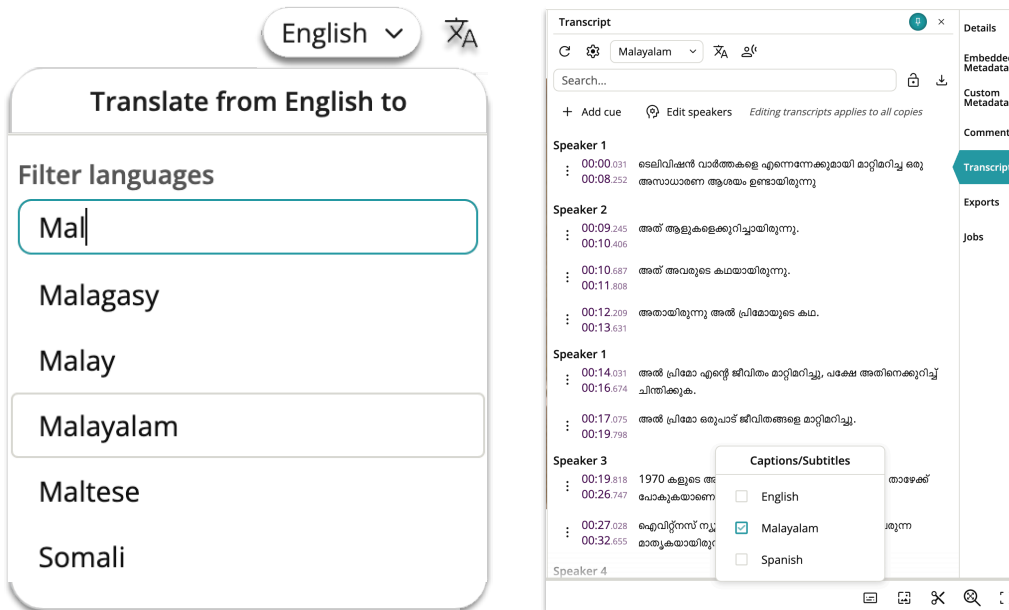 English
Translate from English to
Filter languages
Mal
Malagasy
Malay
Malayalam
Maltese
Somali
Transcript
Malayalam
Search...
Add cue
Edit speakers
Editing transcripts applies to all copies
Speaker 1
00:00.031 ടെലിവിഷൻ വാർത്തകളെ എന്നെന്നേക്കുമായി മാറ്റിമറിച്ച ഒരു
00:08.252 അസാധാരണ ആശയം ഉണ്ടായിരുന്നു
Speaker 2
00:09.245 അത് ആളുകളെക്കുറിച്ചായിരുന്നു.
00:10.406
00:10.687 അത് അവരുടെ കഥയായിരുന്നു.
00:11.808
00:12.209 അതായിരുന്നു അൽ പ്രിമോയുടെ കഥ.
00:13.631
Speaker 1
00:14.031 അൽ പ്രിമോ എന്റെ ജീവിതം മാറ്റിമറിച്ചു, പക്ഷേ അതിനെക്കുറിച്ച്
00:16.674 ചിന്തിക്കുക.
00:17.075 അൽ പ്രിമോ ഒരുപാട് ജീവിതങ്ങളെ മാറ്റിമറിച്ചു.
00:19.798
Speaker 3
00:19.818 1970 കളുടെ താഴേക്ക്
00:26.747
00:27.028 ഐവിറ്റ്നസ്
00:32.655
Speaker 4
Captions/Subtitles
English
Malayalam
Spanish
Details
Embedded
Metadata
Custom
Metadata
Comment
Transcript
Exports
Jobs